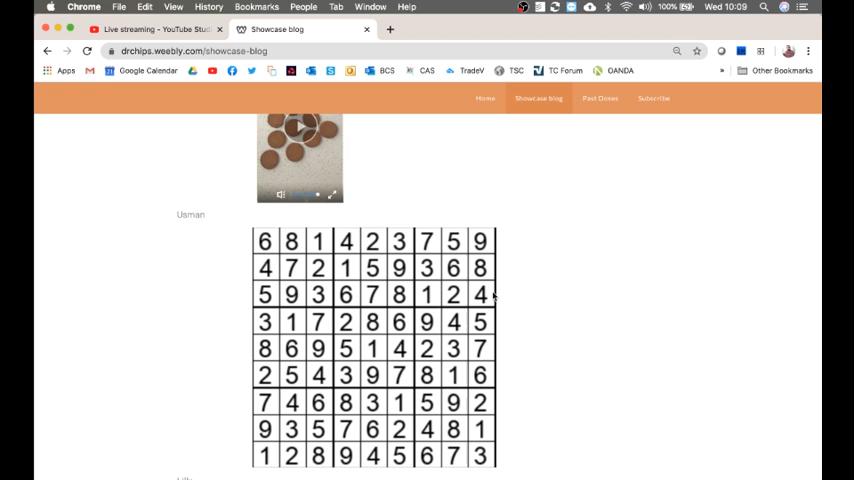 Chrome File Edit View History Bookmarks People Tab Window Help 100% Wed 10:09
Live streaming - YouTube Stud
Showcase blog
drchips.weebly.com/showcase-blog
Apps Google Calendar BCS CAS TradeV TSC TC Forum OANDA » Other Bookmarks
Home Showcase blog Past Doses Subscribe
Usman
6 8 1 4 2 3 7 5 9
4 7 2 1 5 9 3 6 8
5 9 3 6 7 8 1 2 4
3 1 7 2 8 6 9 4 5
8 6 9 5 1 4 2 3 7
2 5 4 3 9 7 8 1 6
7 4 6 8 3 1 5 9 2
9 3 5 7 6 2 4 8 1
1 2 8 9 4 5 6 7 3